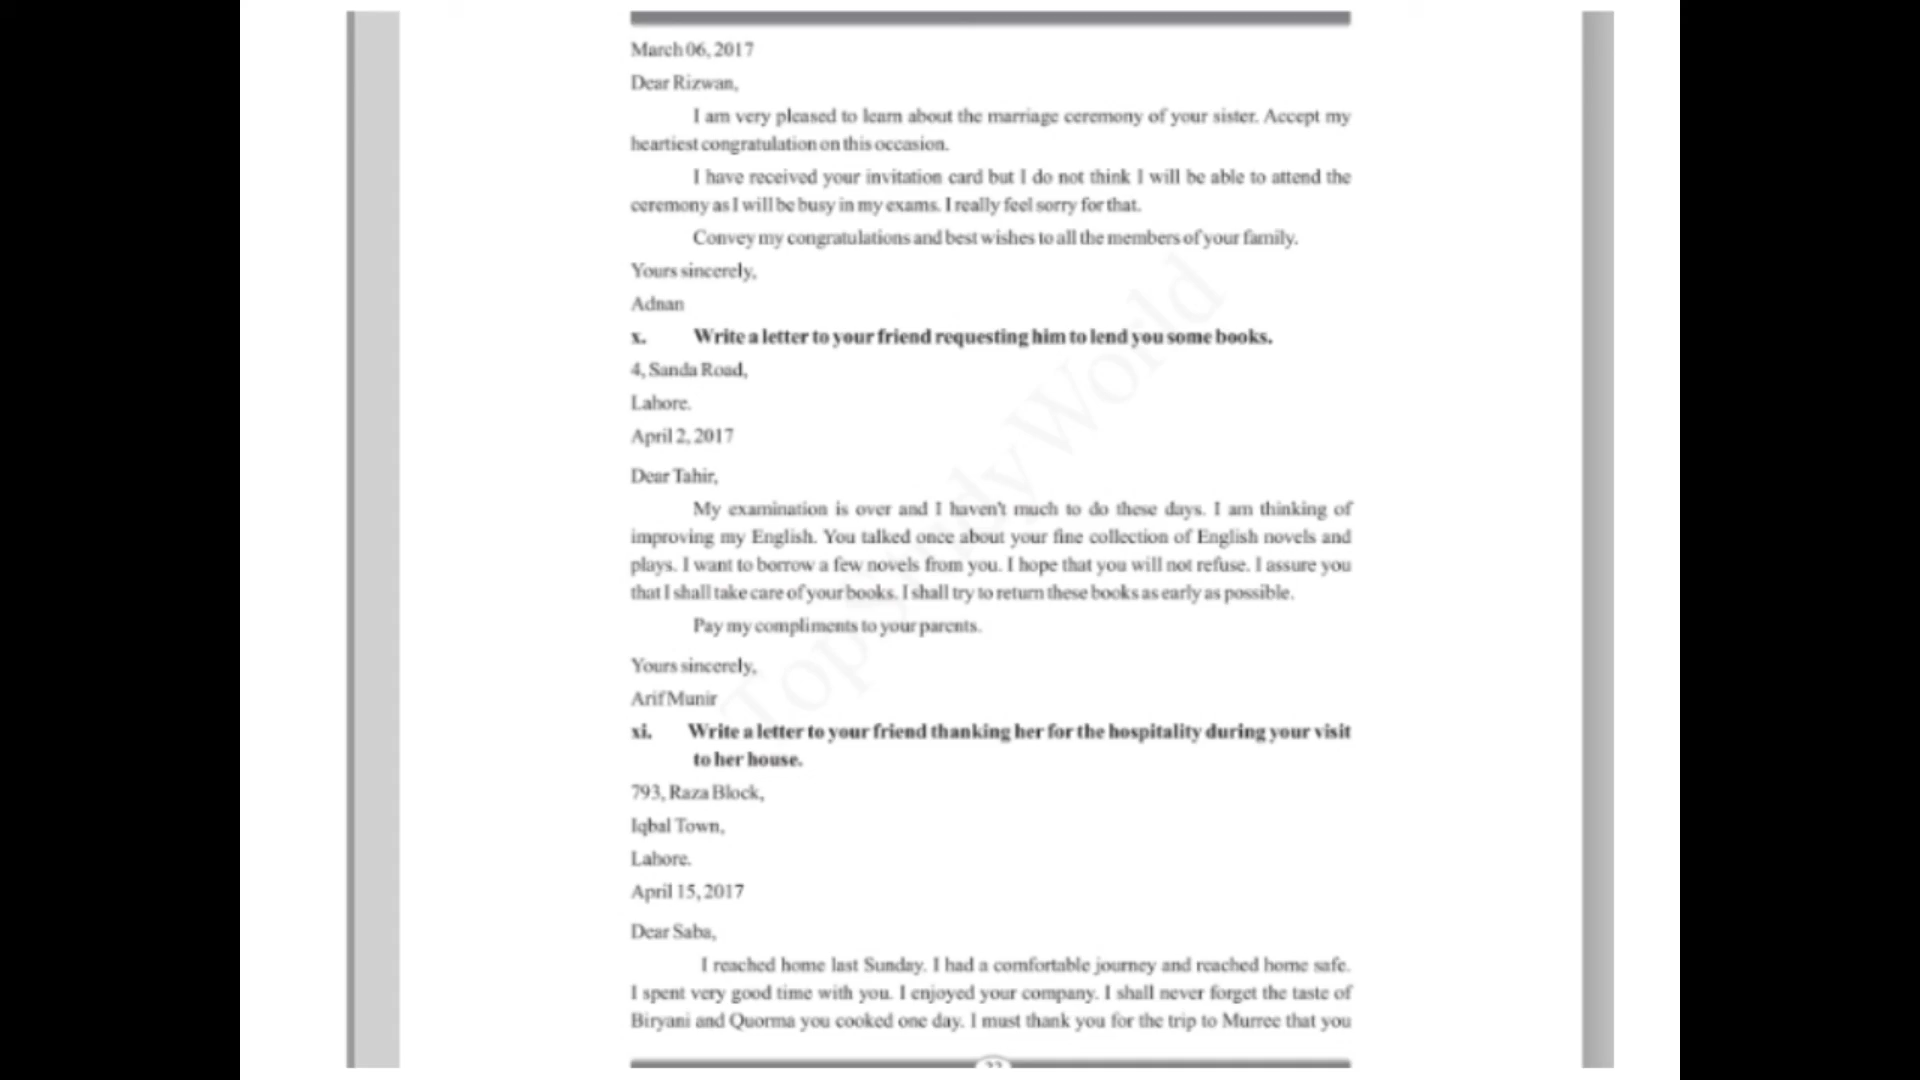 March 06, 2017
Dear Rizwan,
I am very pleased to learn about the marriage ceremony of your sister. Accept my
heartiest congratulation on this occasion.
I have received your invitation card but I do not think I will be able to attend the
ceremony as I will be busy in my exams. I really feel sorry for that.
Convey my congratulations and best wishes to all the members of your family.
Yours sincerely,
Adnan
x. Write a letter to your friend requesting him to lend you some books.
4, Sanda Road,
Lahore.
April 2, 2017
Dear Tahir,
My examination is over and I haven't much to do these days. I am thinking of
improving my English. You talked once about your fine collection of English novels and
plays. I want to borrow a few novels from you. I hope that you will not refuse. I assure you
that I shall take care of your books. I shall try to return these books as early as possible.
Pay my compliments to your parents.
Yours sincerely,
Arif Munir
xi. Write a letter to your friend thanking her for the hospitality during your visit
to her house.
793, Raza Block,
Iqbal Town,
Lahore.
April 15, 2017
Dear Saba,
I reached home last Sunday. I had a comfortable journey and reached home safe.
I spent very good time with you. I enjoyed your company. I shall never forget the taste of
Biryani and Quorma you cooked one day. I must thank you for the trip to Murree that you
TopStudyWorld